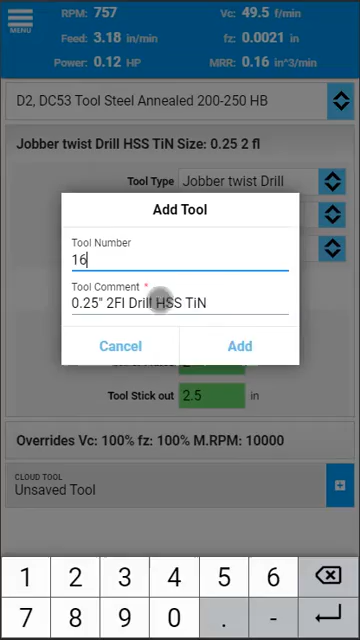 RPM: 757 Vc: 49.5 f/min
MENU
Feed: 3.18 in/min fz: 0.0021 in
Power: 0.12 HP MRR: 0.16 in^3/min
D2, DC53 Tool Steel Annealed 200-250 HB
Jobber twist Drill HSS TiN Size: 0.25 2 fl
Tool Type Jobber twist Drill
Add Tool
Tool Number
16
Tool Comment *
0.25" 2Fl Drill HSS TiN
Cancel Add
Tool Stick out 2.5 in
Overrides Vc: 100% fz: 100% M.RPM: 10000
CLOUD TOOL
Unsaved Tool
1 2 3 4 5 6
7 8 9 0 . -